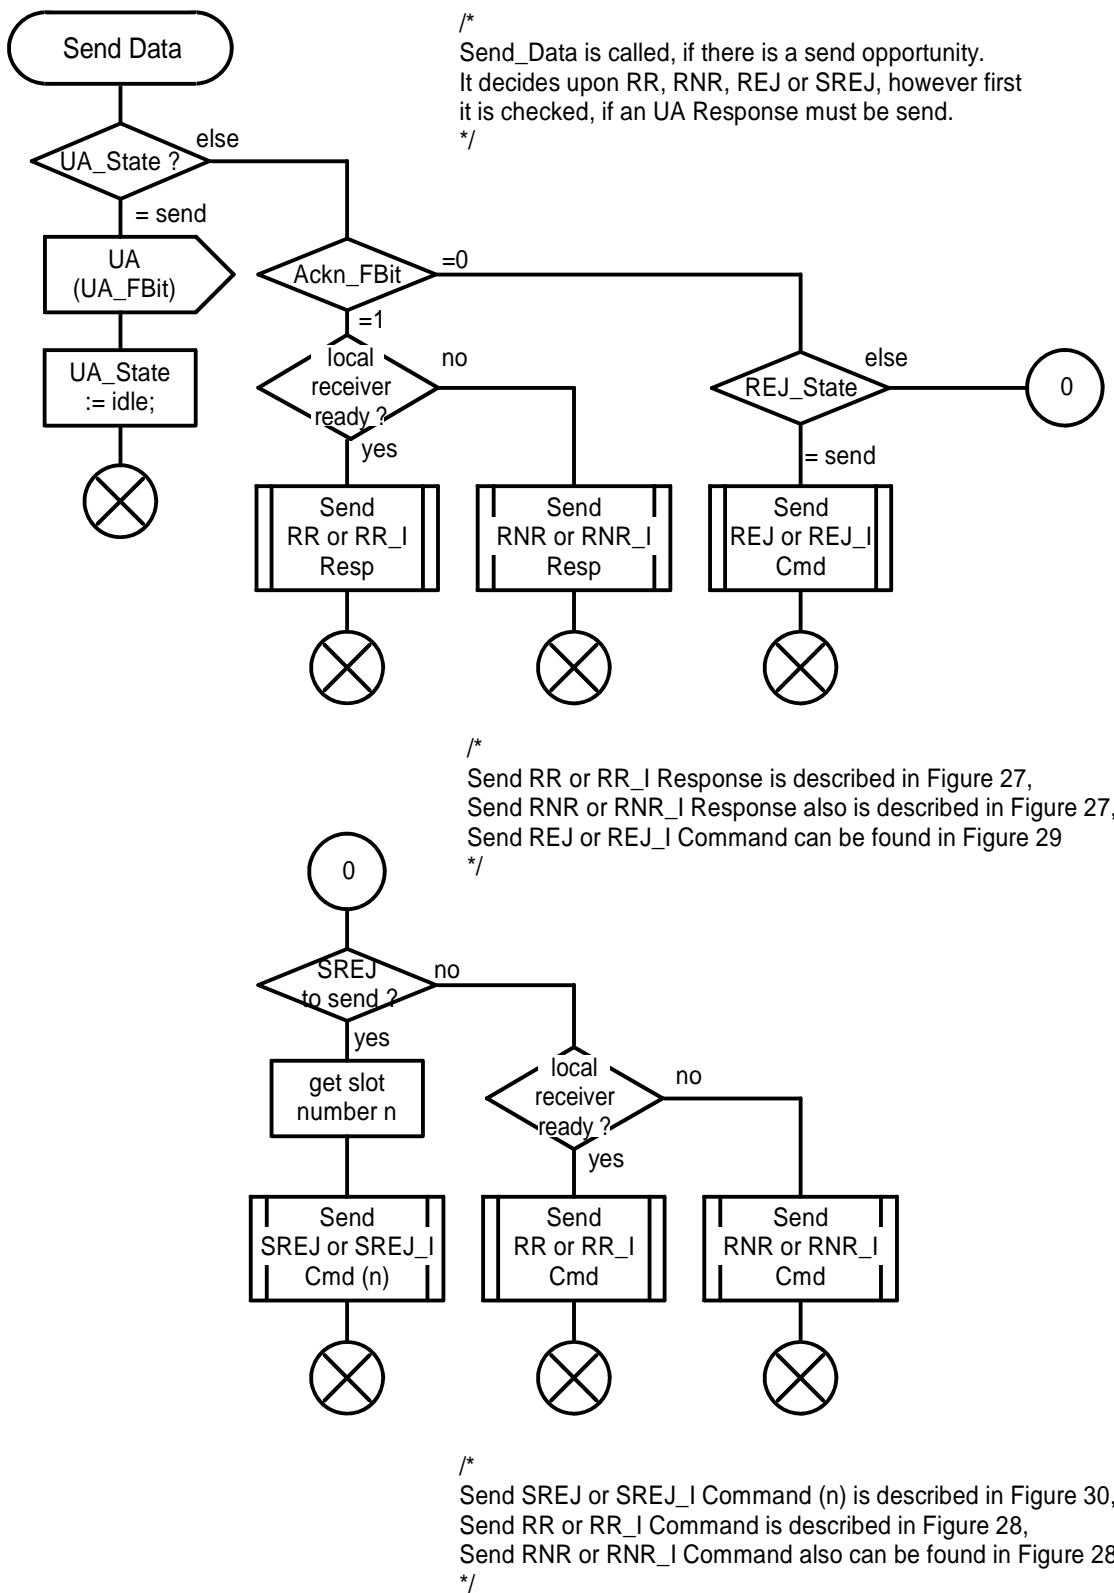 Send Data
/*
Send_Data is called, if there is a send opportunity.
It decides upon RR, RNR, REJ or SREJ, however first
it is checked, if an UA Response must be send.
*/
UA_State ?
else
= send
UA
(UA_FBit)
UA_State
:= idle;
Ackn_FBit
=0
=1
local
receiver
ready ?
no
yes
REJ_State
else
0
= send
Send
RR or RR_I
Resp
Send
RNR or RNR_I
Resp
Send
REJ or REJ_I
Cmd
/*
Send RR or RR_I Response is described in Figure 27,
Send RNR or RNR_I Response also is described in Figure 27,
Send REJ or REJ_I Command can be found in Figure 29
*/
0
SREJ
to send ?
no
yes
get slot
number n
local
receiver
ready ?
no
yes
Send
SREJ or SREJ_I
Cmd (n)
Send
RR or RR_I
Cmd
Send
RNR or RNR_I
Cmd
/*
Send SREJ or SREJ_I Command (n) is described in Figure 30,
Send RR or RR_I Command is described in Figure 28,
Send RNR or RNR_I Command also can be found in Figure 28
*/